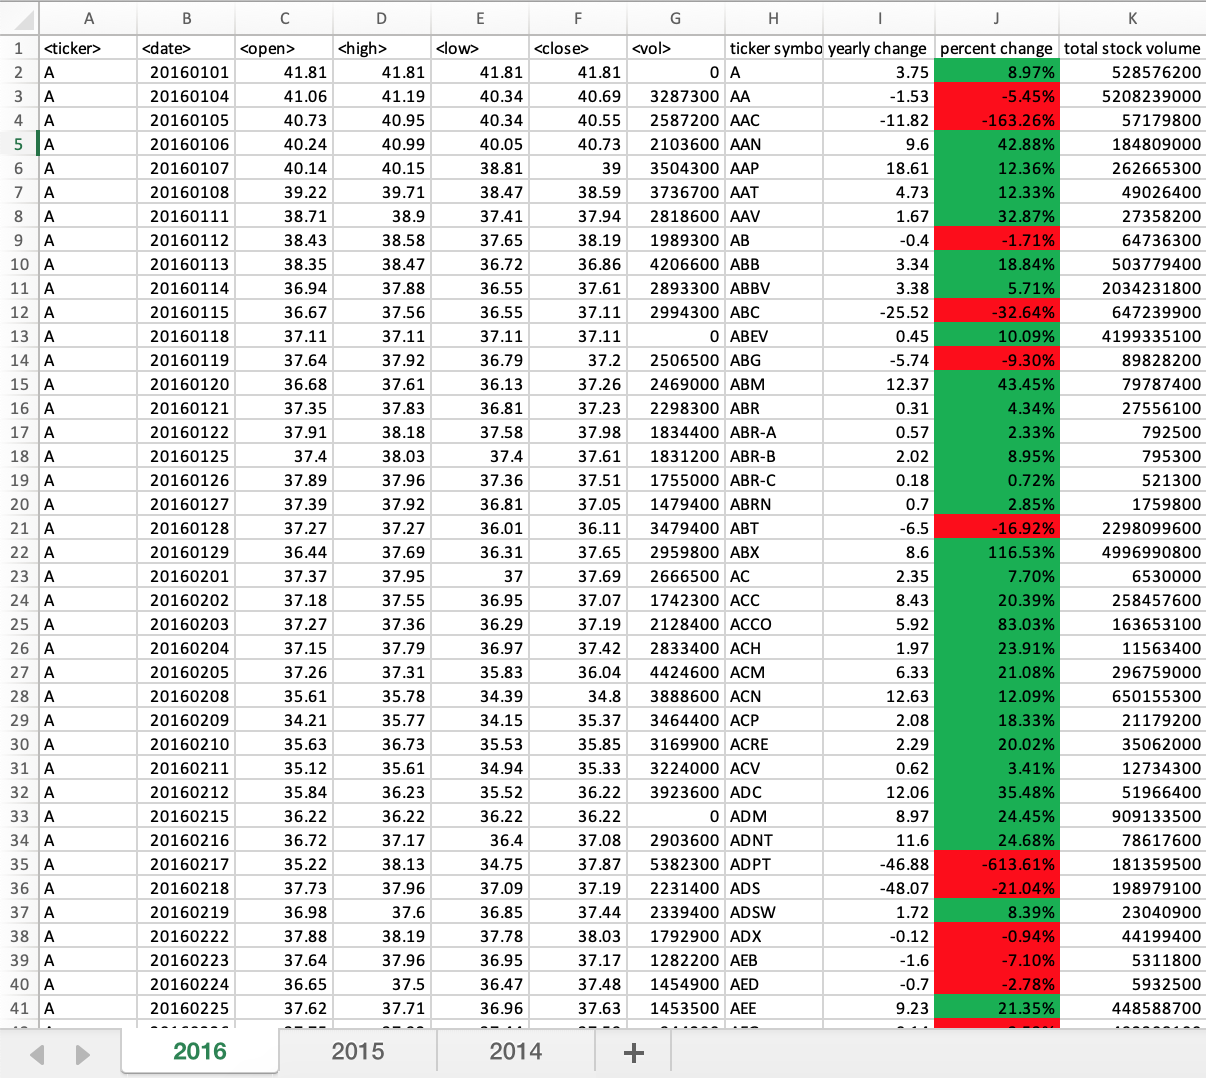 A B C D E F G H I J K
1 <ticker> <date> <open> <high> <low> <close> <vol> ticker symbo yearly change percent change total stock volume
2 A 20160101 41.81 41.81 41.81 41.81 0 A 3.75 8.97% 528576200
3 A 20160104 41.06 41.19 40.34 40.69 3287300 AA -1.53 -5.45% 5208239000
4 A 20160105 40.73 40.95 40.34 40.55 2587200 AAC -11.82 -163.26% 57179800
5 A 20160106 40.24 40.99 40.05 40.73 2103600 AAN 9.6 42.88% 184809000
6 A 20160107 40.14 40.15 38.81 39 3504300 AAP 18.61 12.36% 262665300
7 A 20160108 39.22 39.71 38.47 38.59 3736700 AAT 4.73 12.33% 49026400
8 A 20160111 38.71 38.9 37.41 37.94 2818600 AAV 1.67 32.87% 27358200
9 A 20160112 38.43 38.58 37.65 38.19 1989300 AB -0.4 -1.71% 64736300
10 A 20160113 38.35 38.47 36.72 36.86 4206600 ABB 3.34 18.84% 503779400
11 A 20160114 36.94 37.88 36.55 37.61 2893300 ABBV 3.38 5.71% 2034231800
12 A 20160115 36.67 37.56 36.55 37.11 2994300 ABC -25.52 -32.64% 647239900
13 A 20160118 37.11 37.11 37.11 37.11 0 ABEV 0.45 10.09% 4199335100
14 A 20160119 37.64 37.92 36.79 37.2 2506500 ABG -5.74 -9.30% 89828200
15 A 20160120 36.68 37.61 36.13 37.26 2469000 ABM 12.37 43.45% 79787400
16 A 20160121 37.35 37.83 36.81 37.23 2298300 ABR 0.31 4.34% 27556100
17 A 20160122 37.91 38.18 37.58 37.98 1834400 ABR-A 0.57 2.33% 792500
18 A 20160125 37.4 38.03 37.4 37.61 1831200 ABR-B 2.02 8.95% 795300
19 A 20160126 37.89 37.96 37.36 37.51 1755000 ABR-C 0.18 0.72% 521300
20 A 20160127 37.39 37.92 36.81 37.05 1479400 ABRN 0.7 2.85% 1759800
21 A 20160128 37.27 37.27 36.01 36.11 3479400 ABT -6.5 -16.92% 2298099600
22 A 20160129 36.44 37.69 36.31 37.65 2959800 ABX 8.6 116.53% 4996990800
23 A 20160201 37.37 37.95 37 37.69 2666500 AC 2.35 7.70% 6530000
24 A 20160202 37.18 37.55 36.95 37.07 1742300 ACC 8.43 20.39% 258457600
25 A 20160203 37.27 37.36 36.29 37.19 2128400 ACCO 5.92 83.03% 163653100
26 A 20160204 37.15 37.79 36.97 37.42 2833400 ACH 1.97 23.91% 11563400
27 A 20160205 37.26 37.31 35.83 36.04 4424600 ACM 6.33 21.08% 296759000
28 A 20160208 35.61 35.78 34.39 34.8 3888600 ACN 12.63 12.09% 650155300
29 A 20160209 34.21 35.77 34.15 35.37 3464400 ACP 2.08 18.33% 21179200
30 A 20160210 35.63 36.73 35.53 35.85 3169900 ACRE 2.29 20.02% 35062000
31 A 20160211 35.12 35.61 34.94 35.33 3224000 ACV 0.62 3.41% 12734300
32 A 20160212 35.84 36.23 35.52 36.22 3923600 ADC 12.06 35.48% 51966400
33 A 20160215 36.22 36.22 36.22 36.22 0 ADM 8.97 24.45% 909133500
34 A 20160216 36.72 37.17 36.4 37.08 2903600 ADNT 11.6 24.68% 78617600
35 A 20160217 35.22 38.13 34.75 37.87 5382300 ADPT -46.88 -613.61% 181359500
36 A 20160218 37.73 37.96 37.09 37.19 2231400 ADS -48.07 -21.04% 198979100
37 A 20160219 36.98 37.6 36.85 37.44 2339400 ADSW 1.72 8.39% 23040900
38 A 20160222 37.88 38.19 37.78 38.03 1792900 ADX -0.12 -0.94% 44199400
39 A 20160223 37.64 37.96 36.95 37.17 1282200 AEB -1.6 -7.10% 5311800
40 A 20160224 36.65 37.5 36.47 37.48 1454900 AED -0.7 -2.78% 5932500
41 A 20160225 37.62 37.71 36.96 37.63 1453500 AEE 9.23 21.35% 448588700
2016 2015 2014 +